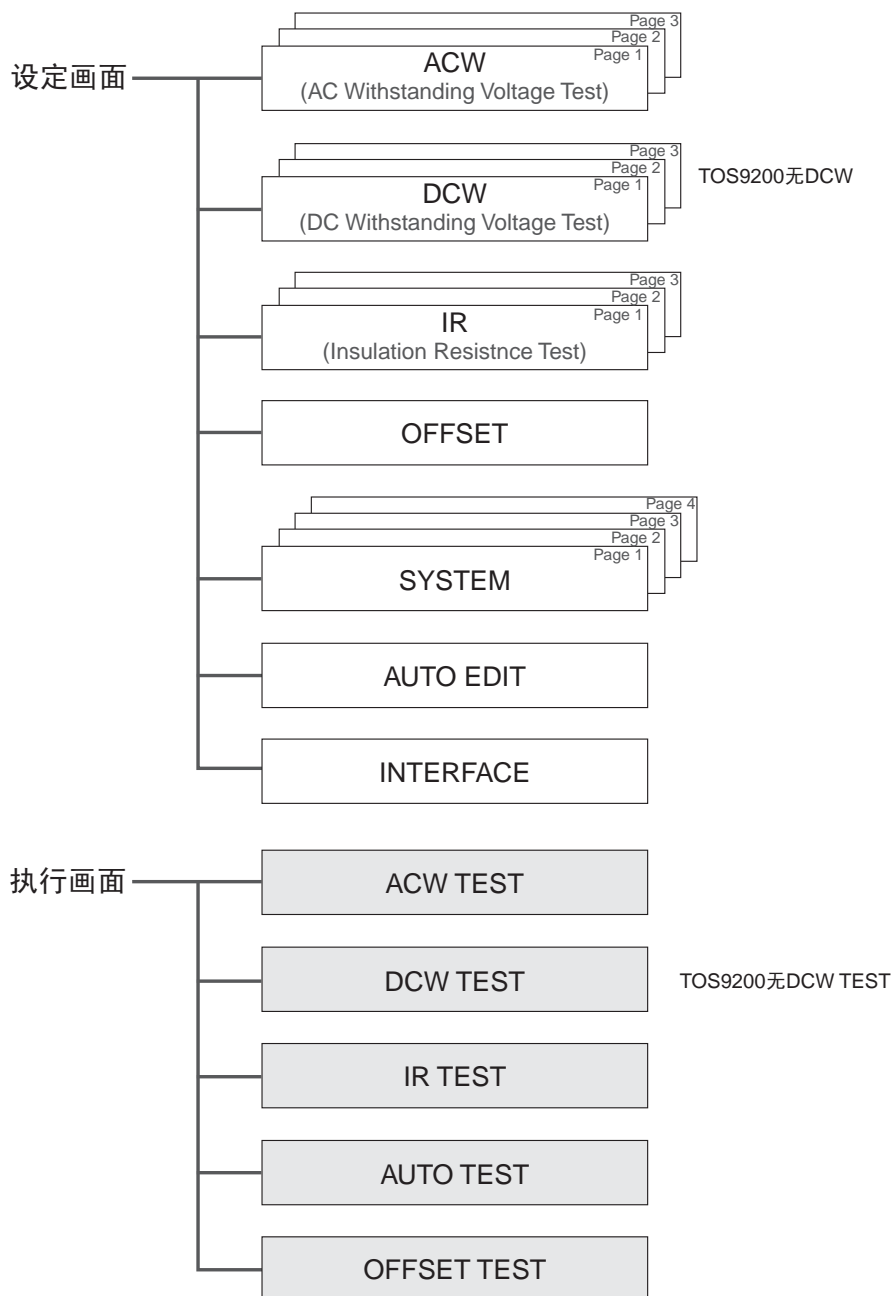 Page 3
Page 2
Page 1
设定画面
ACW
(AC Withstanding Voltage Test)
Page 3
Page 2
Page 1
DCW
(DC Withstanding Voltage Test)
TOS9200无DCW
Page 3
Page 2
Page 1
IR
(Insulation Resistnce Test)
OFFSET
Page 4
Page 3
Page 2
Page 1
SYSTEM
AUTO EDIT
INTERFACE
执行画面
ACW TEST
DCW TEST
TOS9200无DCW TEST
IR TEST
AUTO TEST
OFFSET TEST